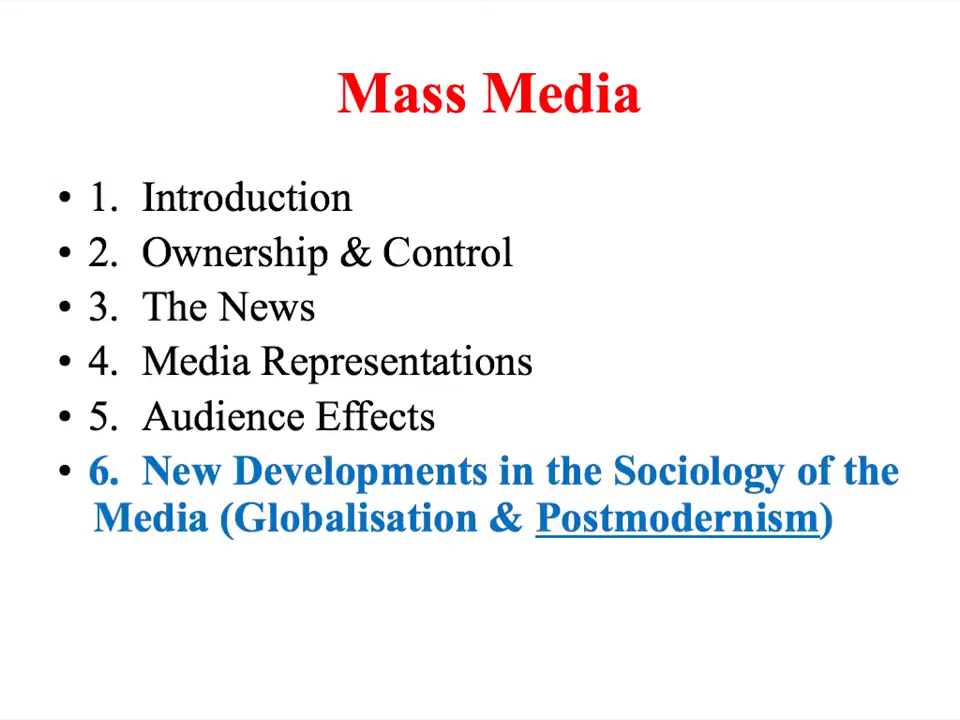 Mass Media
• 1. Introduction
• 2. Ownership & Control
• 3. The News
• 4. Media Representations
• 5. Audience Effects
• 6. New Developments in the Sociology of the
Media (Globalisation & Postmodernism)